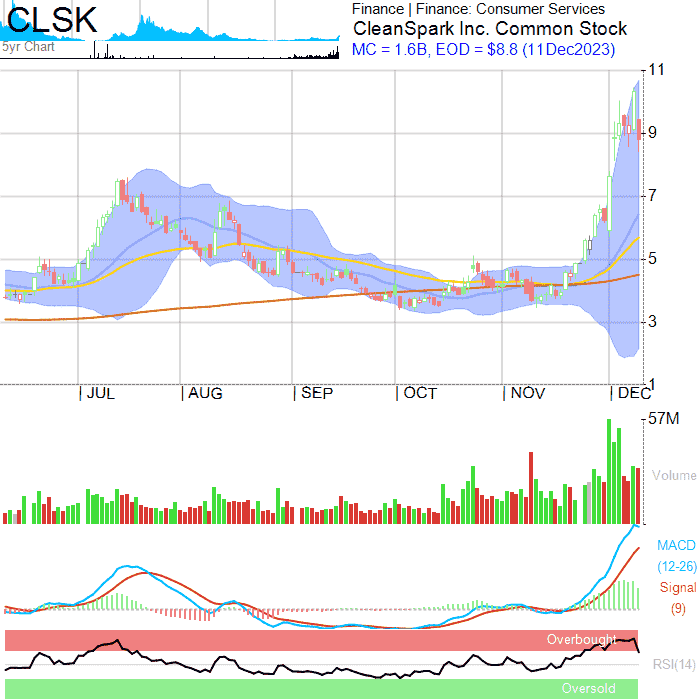 CLSK
5yr Chart
Finance | Finance: Consumer Services
CleanSpark Inc. Common Stock
MC = 1.6B, EOD = $8.8 (11Dec2023)
11
9
7
5
3
1
| JUL
| AUG
| SEP
| OCT
| NOV
| DEC
57M
Volume
MACD
(12-26)
Signal
(9)
Overbought
RSI(14)
Oversold